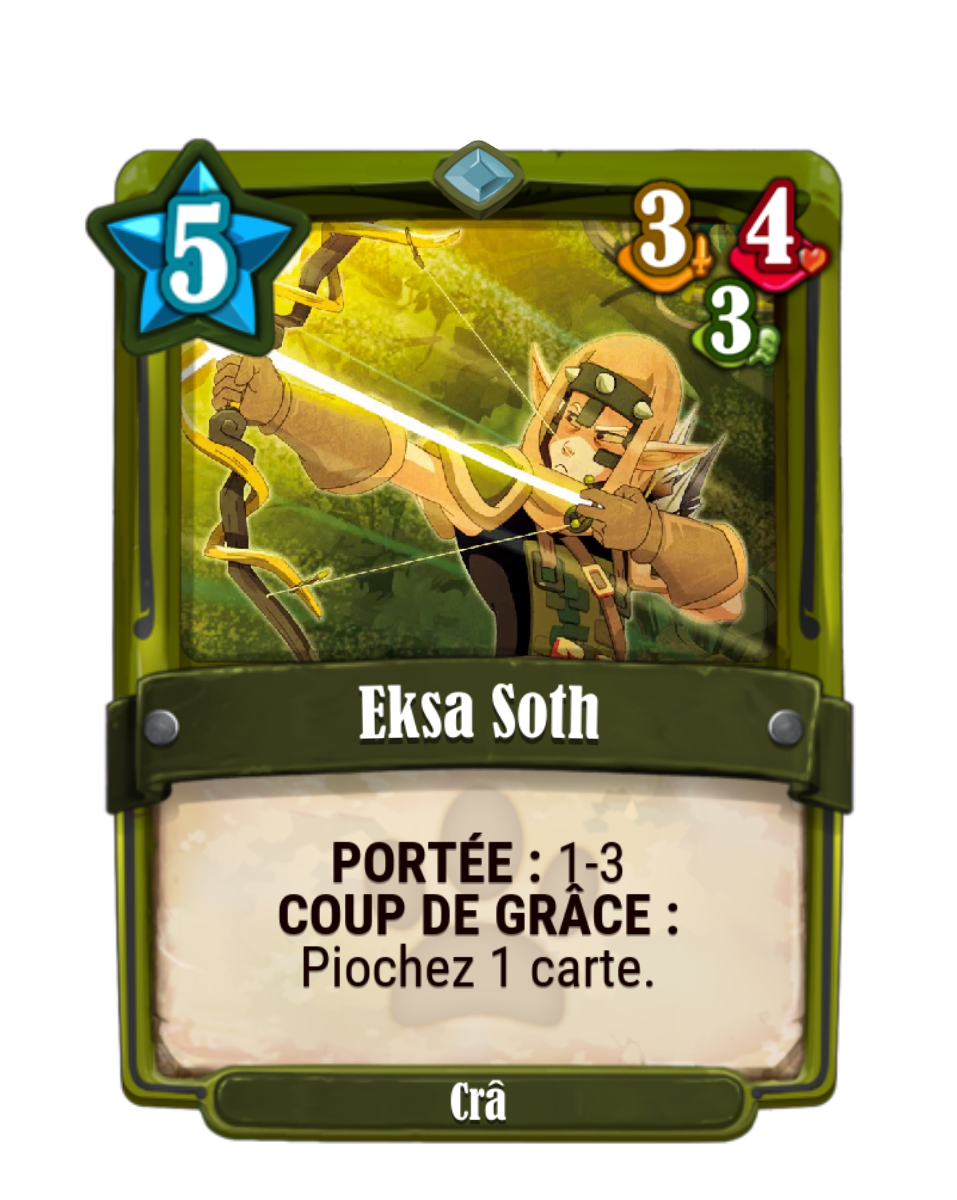 5
3
4
3
Eksa Soth
PORTÉE : 1-3
COUP DE GRÂCE :
Piochez 1 carte.
Crâ